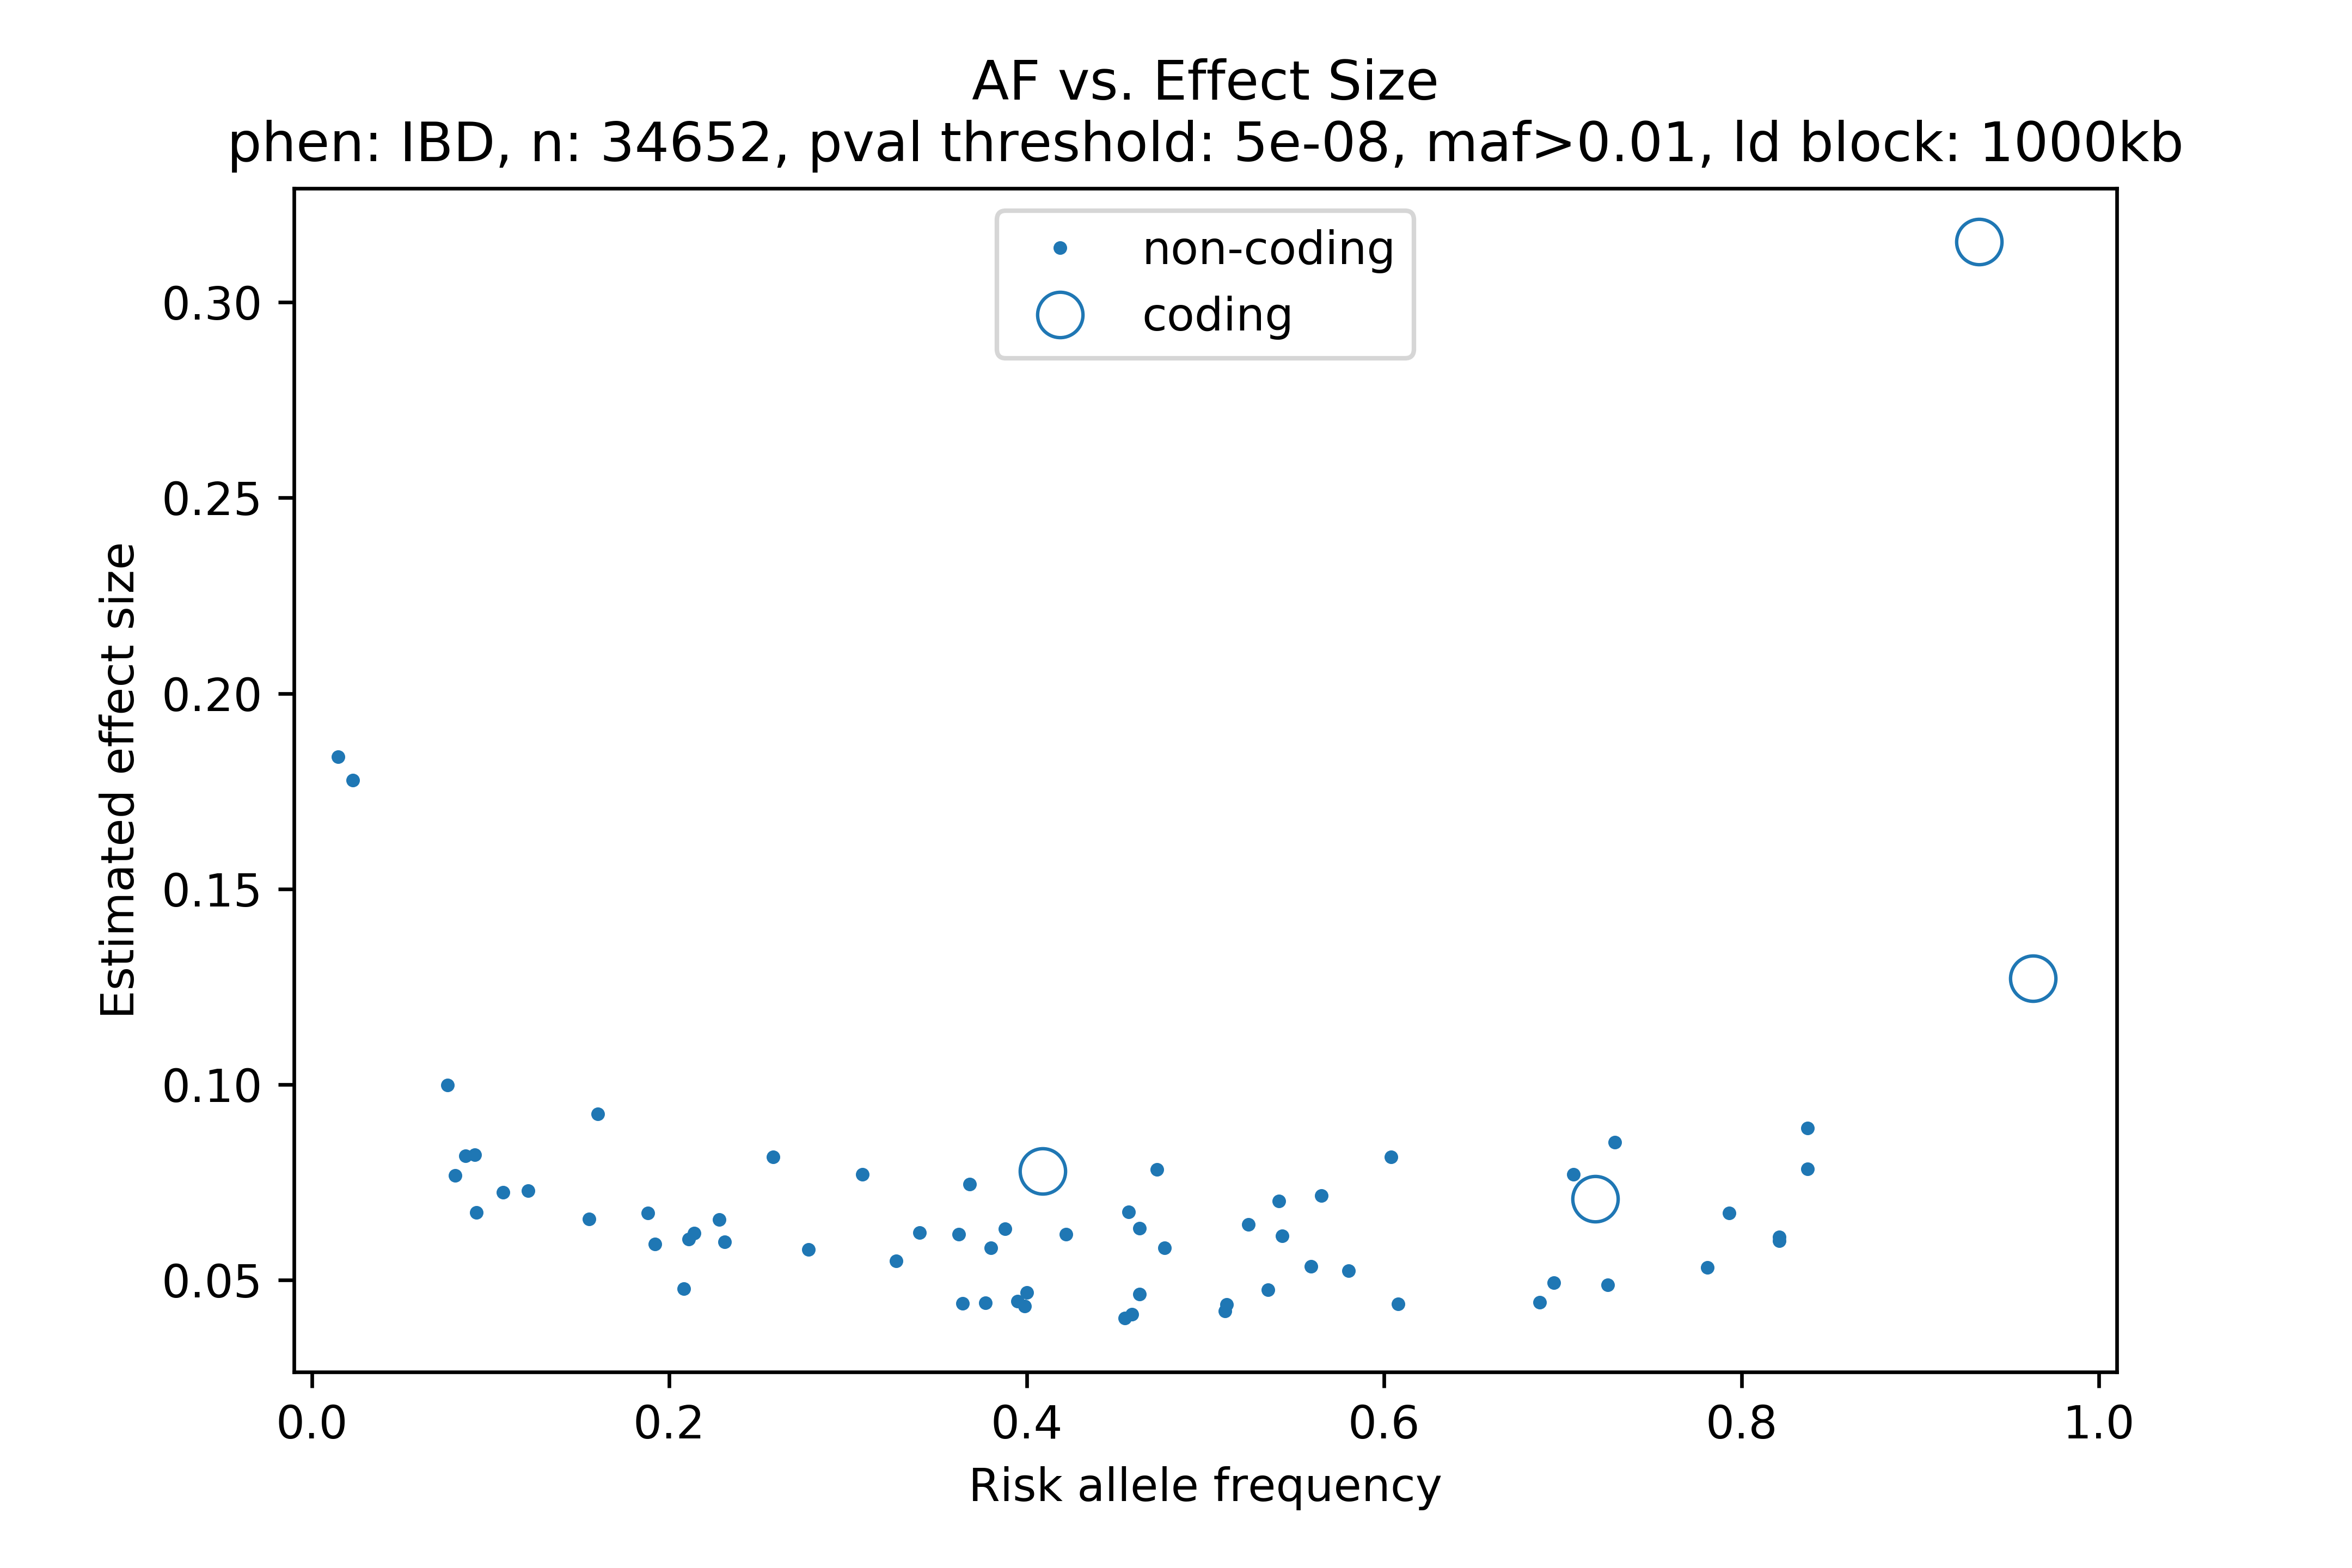 AF vs. Effect Size
phen: IBD, n: 34652, pval threshold: 5e-08, maf>0.01, ld block: 1000kb
non-coding
coding
0.30
0.25
0.20
0.15
0.10
0.05
Estimated effect size
0.0 0.2 0.4 0.6 0.8 1.0
Risk allele frequency